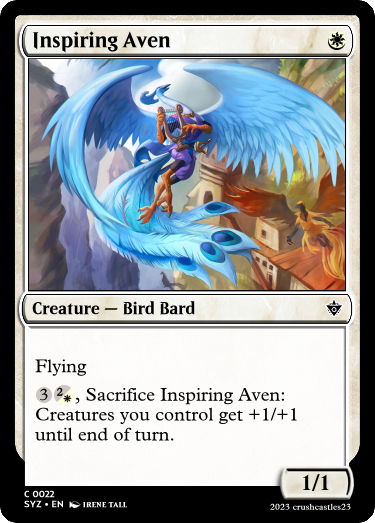 Inspiring Aven
Creature — Bird Bard
Flying
3 2, Sacrifice Inspiring Aven:
Creatures you control get +1/+1
until end of turn.
1/1
C 0022
SYZ • EN IRENE TALL
2023 crushcastles23